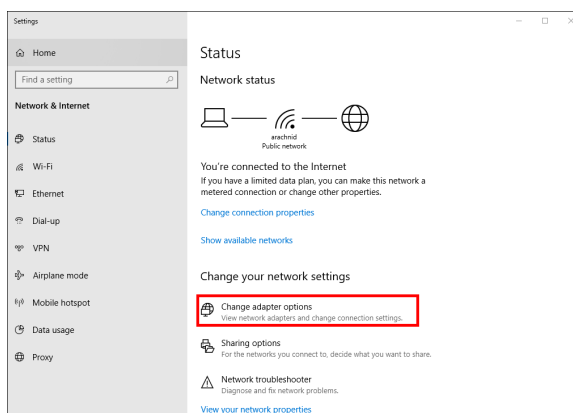 Settings
Home
Find a setting
Network & Internet
Status
Wi-Fi
Ethernet
Dial-up
VPN
Airplane mode
Mobile hotspot
Data usage
Proxy
Status
Network status
arachnid
Public network
You're connected to the Internet
If you have a limited data plan, you can make this network a
metered connection or change other properties.
Change connection properties
Show available networks
Change your network settings
Change adapter options
View network adapters and change connection settings.
Sharing options
For the networks you connect to, decide what you want to share.
Network troubleshooter
Diagnose and fix network problems.
View your network properties